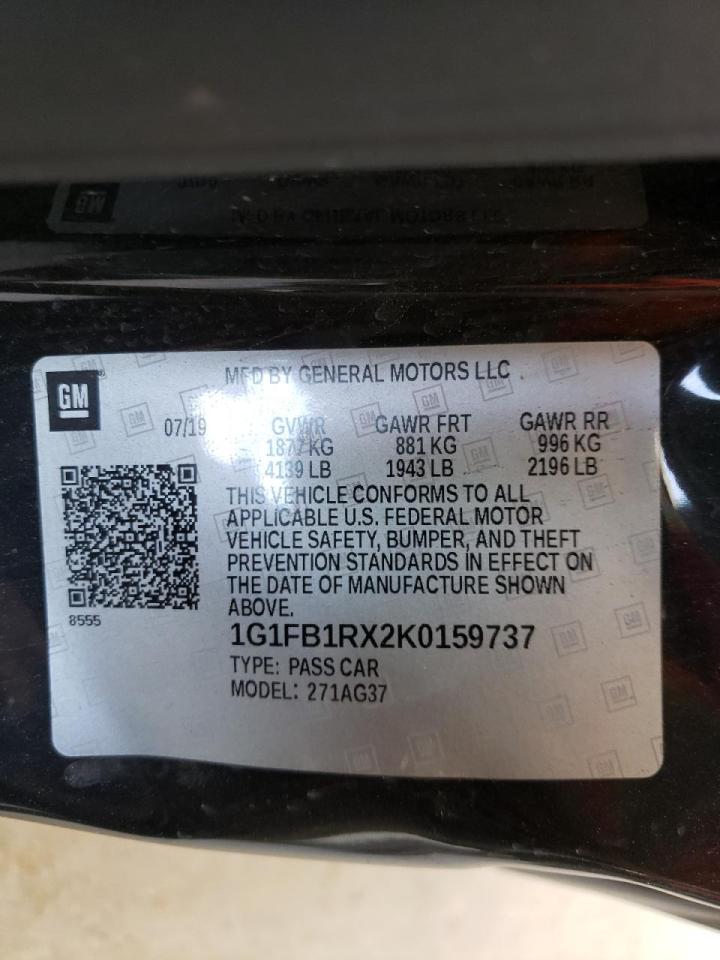 MFD BY GENERAL MOTORS LLC
GM
07/19 GVWR GAWR FRT GAWR RR
1877 KG 881 KG 996 KG
4139 LB 1943 LB 2196 LB
THIS VEHICLE CONFORMS TO ALL
APPLICABLE U.S. FEDERAL MOTOR
VEHICLE SAFETY, BUMPER, AND THEFT
PREVENTION STANDARDS IN EFFECT ON
THE DATE OF MANUFACTURE SHOWN
ABOVE.
8555
1G1FB1RX2K0159737
TYPE: PASS CAR
MODEL: 271AG37